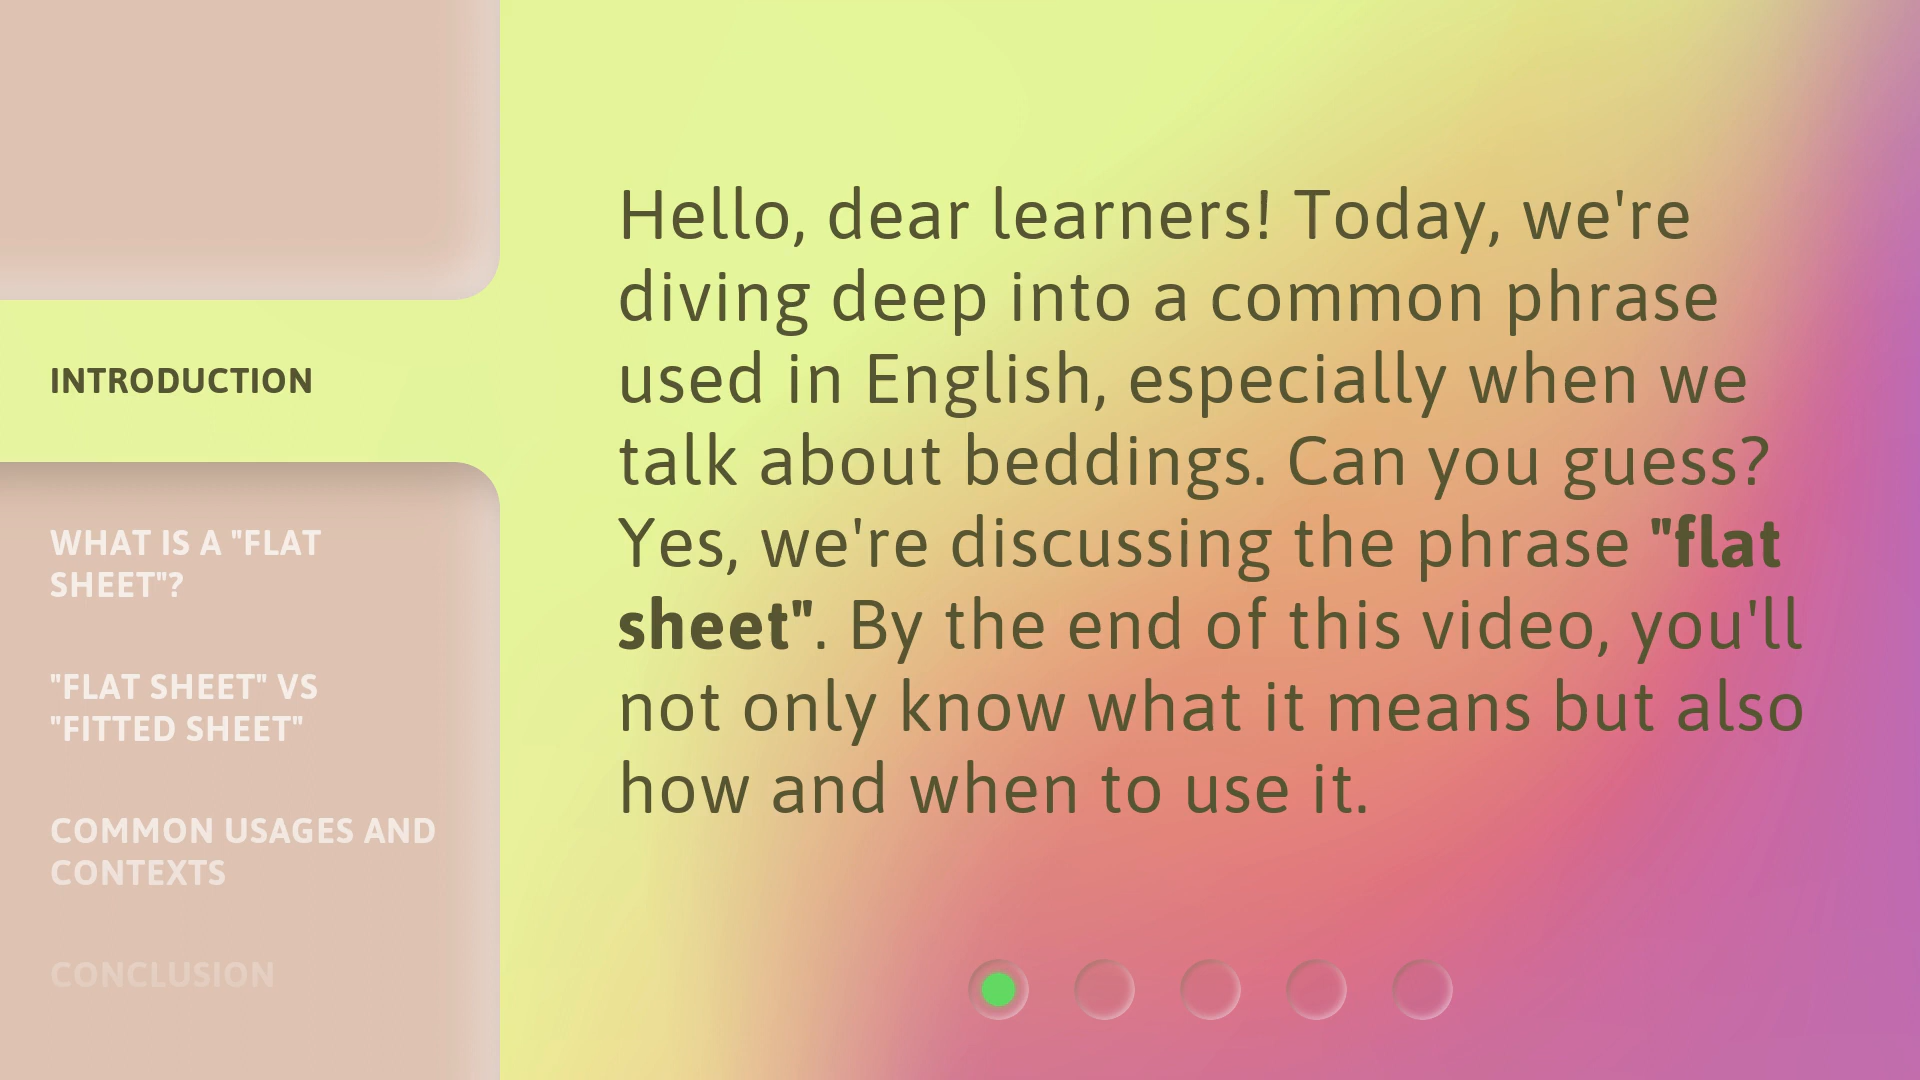 INTRODUCTION
WHAT IS A "FLAT
SHEET"?
"FLAT SHEET" VS
"FITTED SHEET"
COMMON USAGES AND
CONTEXTS
CONCLUSION
Hello, dear learners! Today, we're
diving deep into a common phrase
used in English, especially when we
talk about beddings. Can you guess?
Yes, we're discussing the phrase "flat
sheet". By the end of this video, you'll
not only know what it means but also
how and when to use it.